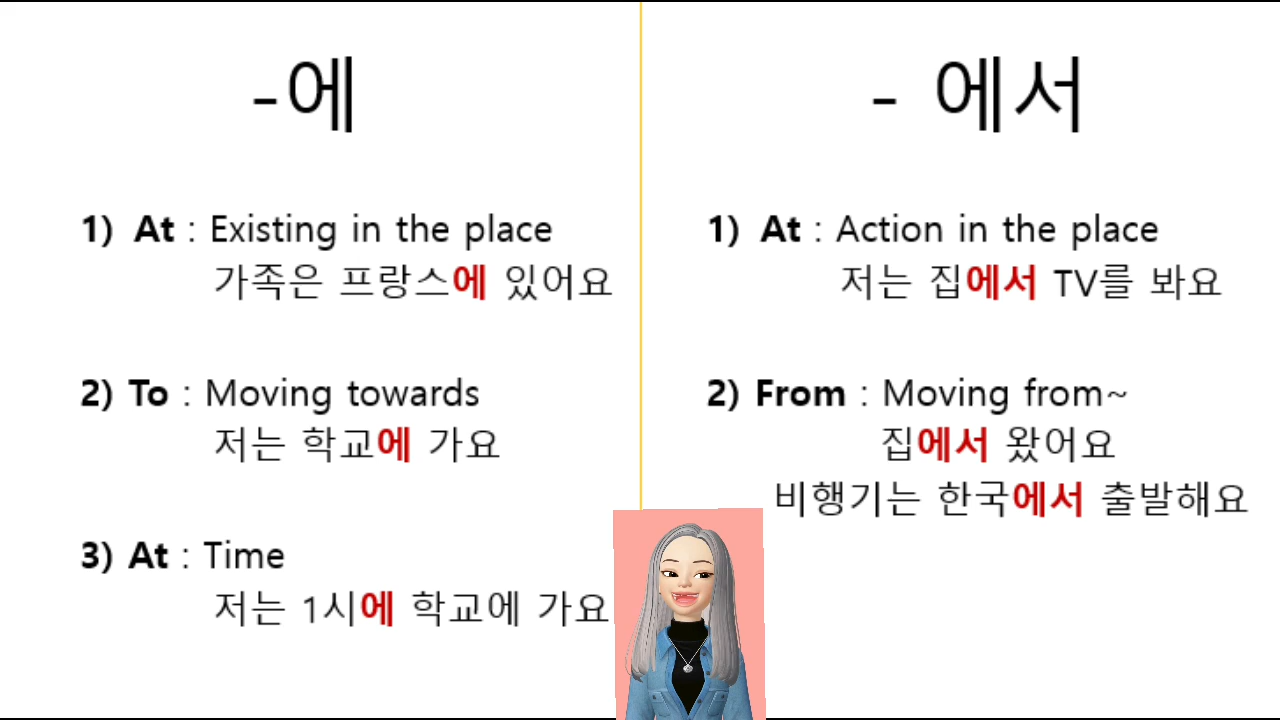 -에
1) At : Existing in the place
가족은 프랑스에 있어요
2) To : Moving towards
저는 학교에 가요
3) At : Time
저는 1시에 학교에 가요
- 에서
1) At : Action in the place
저는 집에서 TV를 봐요
2) From : Moving from~
집에서 왔어요
비행기는 한국에서 출발해요